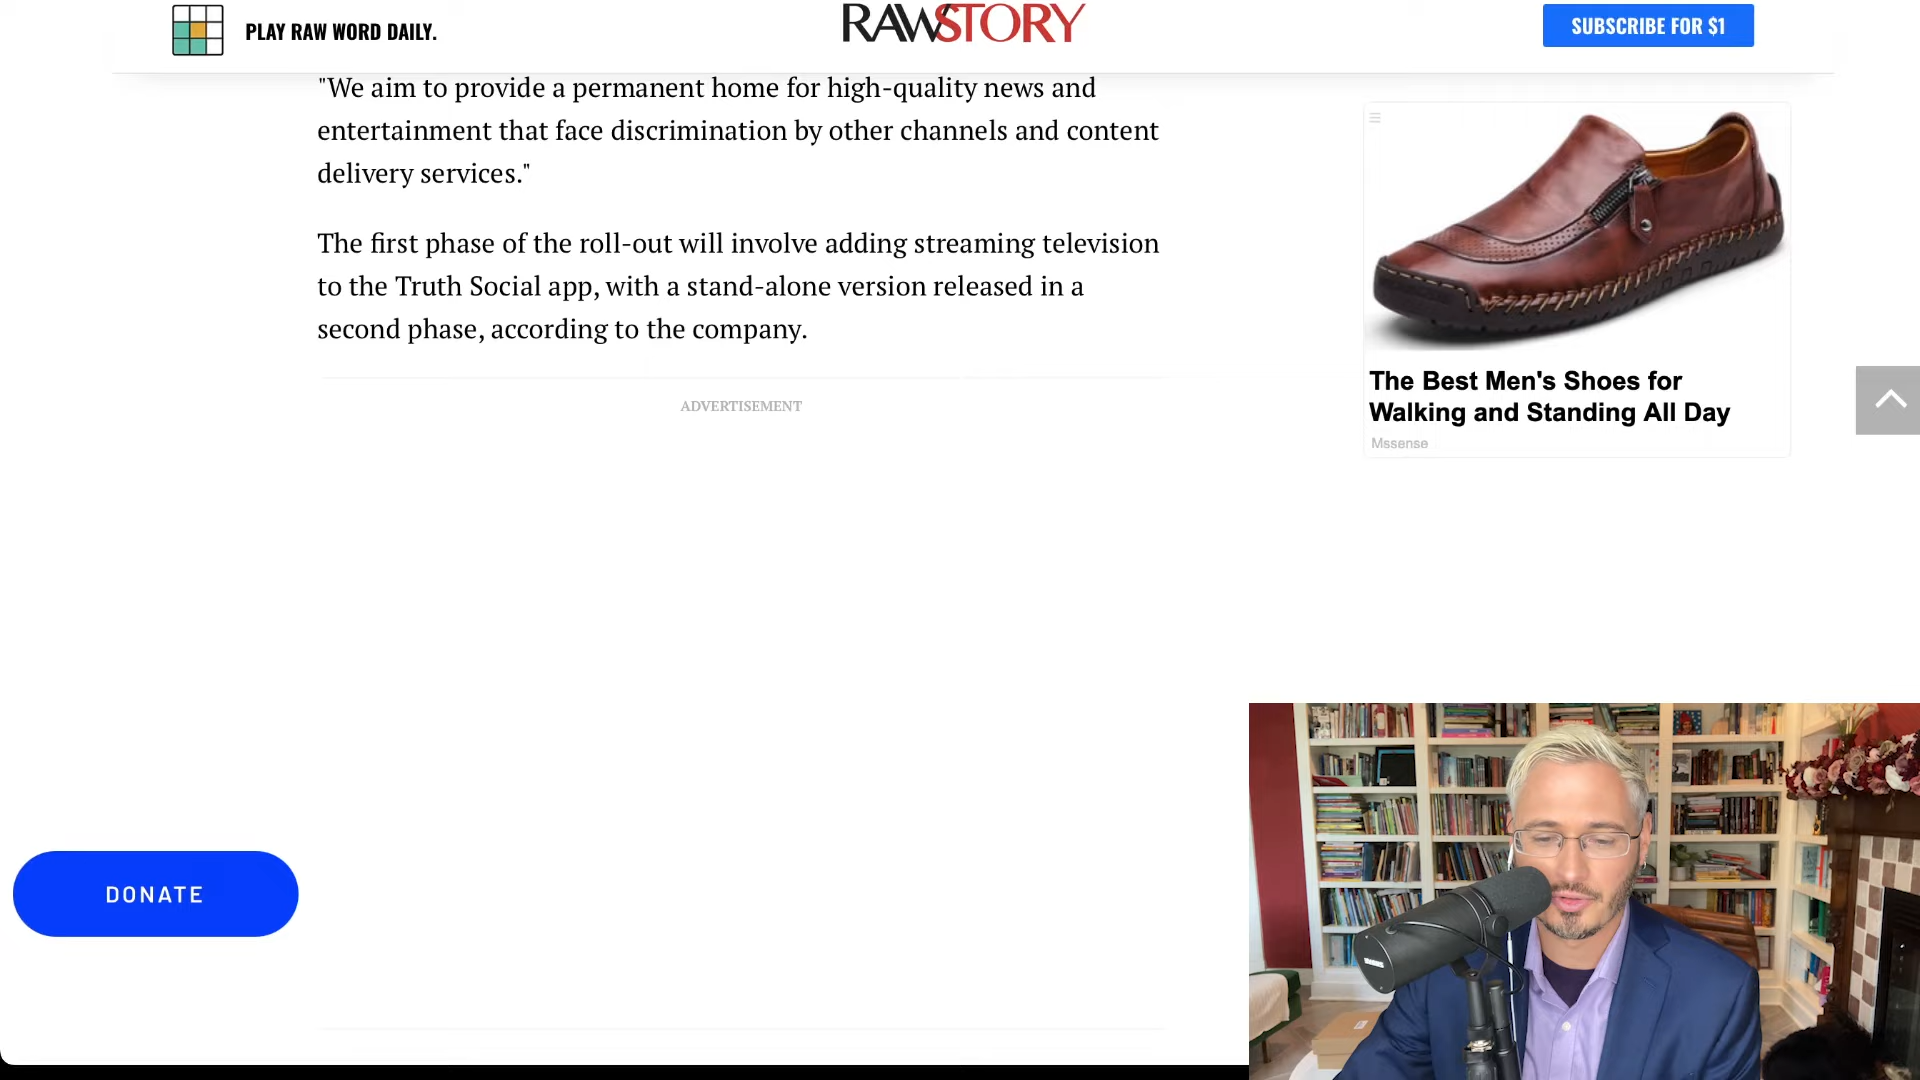 PLAY RAW WORD DAILY.
RAWSTORY
SUBSCRIBE FOR $1
"We aim to provide a permanent home for high-quality news and
entertainment that face discrimination by other channels and content
delivery services."
The first phase of the roll-out will involve adding streaming television
to the Truth Social app, with a stand-alone version released in a
second phase, according to the company.
ADVERTISEMENT
The Best Men's Shoes for
Walking and Standing All Day
Mssense
DONATE